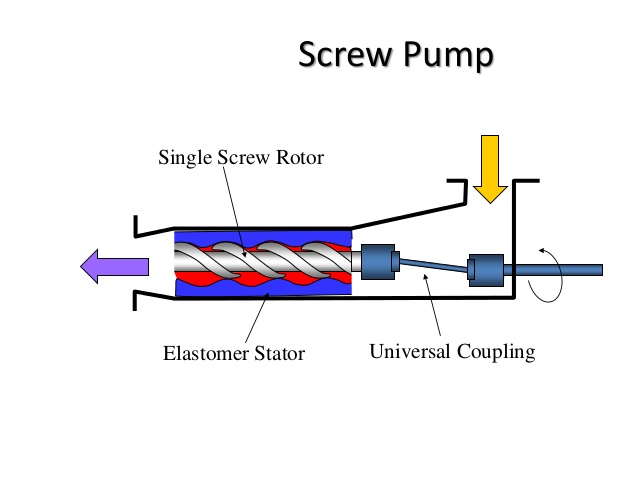 Screw Pump
Single Screw Rotor
Elastomer Stator
Universal Coupling